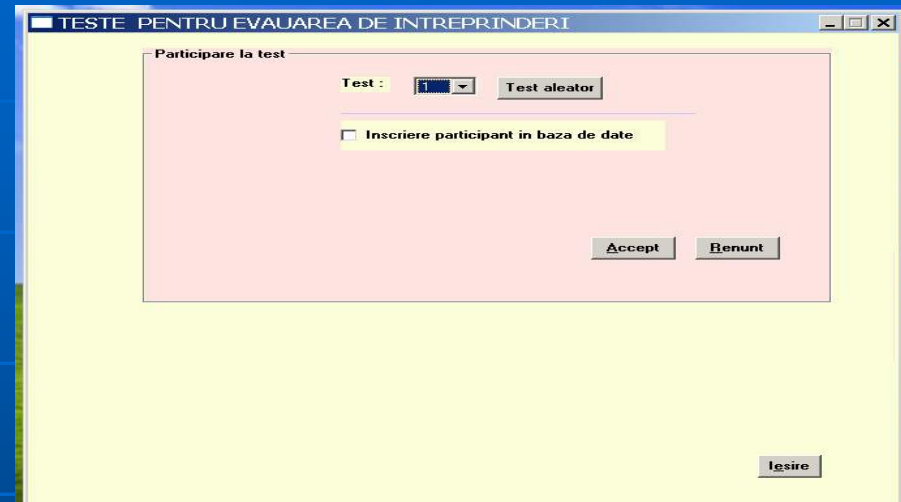 TESTE PENTRU EVAUAREA DE INTREPRINDERI
Participare la test
Test : 1 Test aleator
Inscriere participant in baza de date
Accept Renunt
Iesire